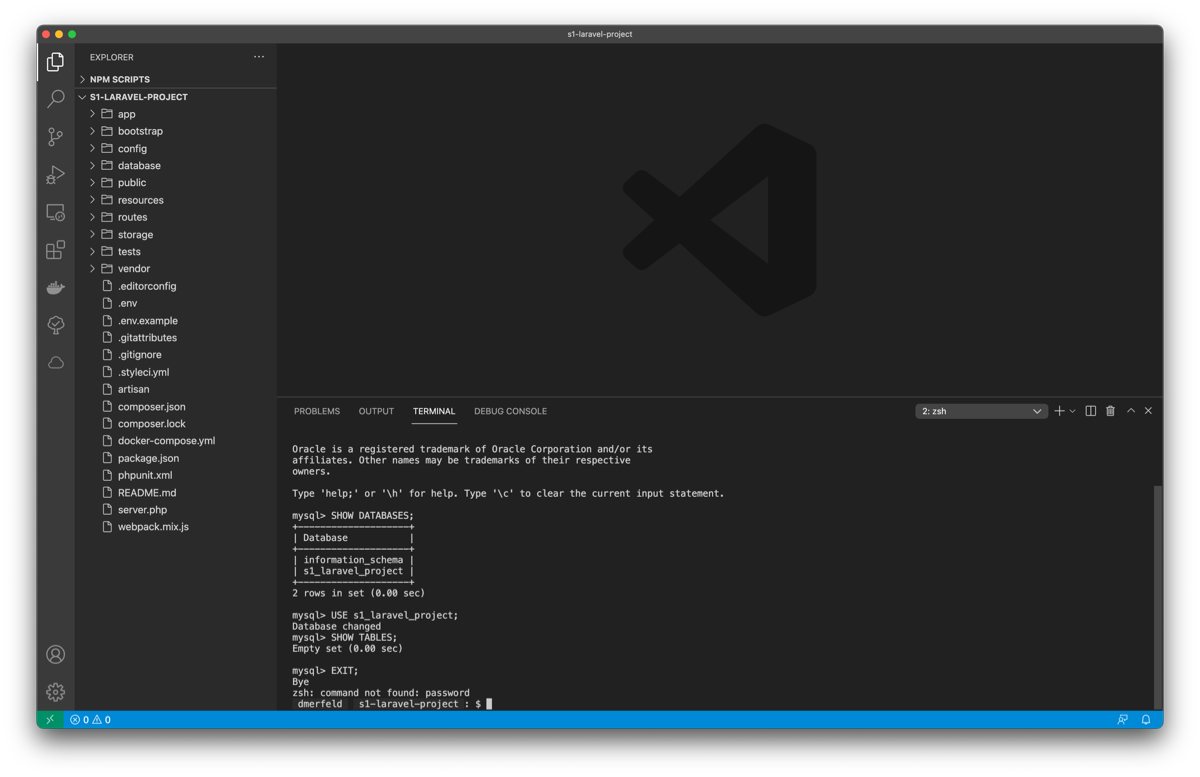 s1-laravel-project
EXPLORER
NPM SCRIPTS
S1-LARAVEL-PROJECT
app
bootstrap
config
database
public
resources
routes
storage
tests
vendor
.editorconfig
.env
.env.example
.gitattributes
.gitignore
.styleci.yml
artisan
composer.json
composer.lock
docker-compose.yml
package.json
phpunit.xml
README.md
server.php
webpack.mix.js
PROBLEMS OUTPUT TERMINAL DEBUG CONSOLE 2: zsh
Oracle is a registered trademark of Oracle Corporation and/or its
affiliates. Other names may be trademarks of their respective
owners.
Type 'help;' or '\h' for help. Type '\c' to clear the current input statement.
mysql> SHOW DATABASES;
+--------------------+
| Database           |
+--------------------+
| information_schema |
| s1_laravel_project |
+--------------------+
2 rows in set (0.00 sec)
mysql> USE s1_laravel_project;
Database changed
mysql> SHOW TABLES;
Empty set (0.00 sec)
mysql> EXIT;
Bye
zsh: command not found: password
dmerfeld s1-laravel-project : $
0 0